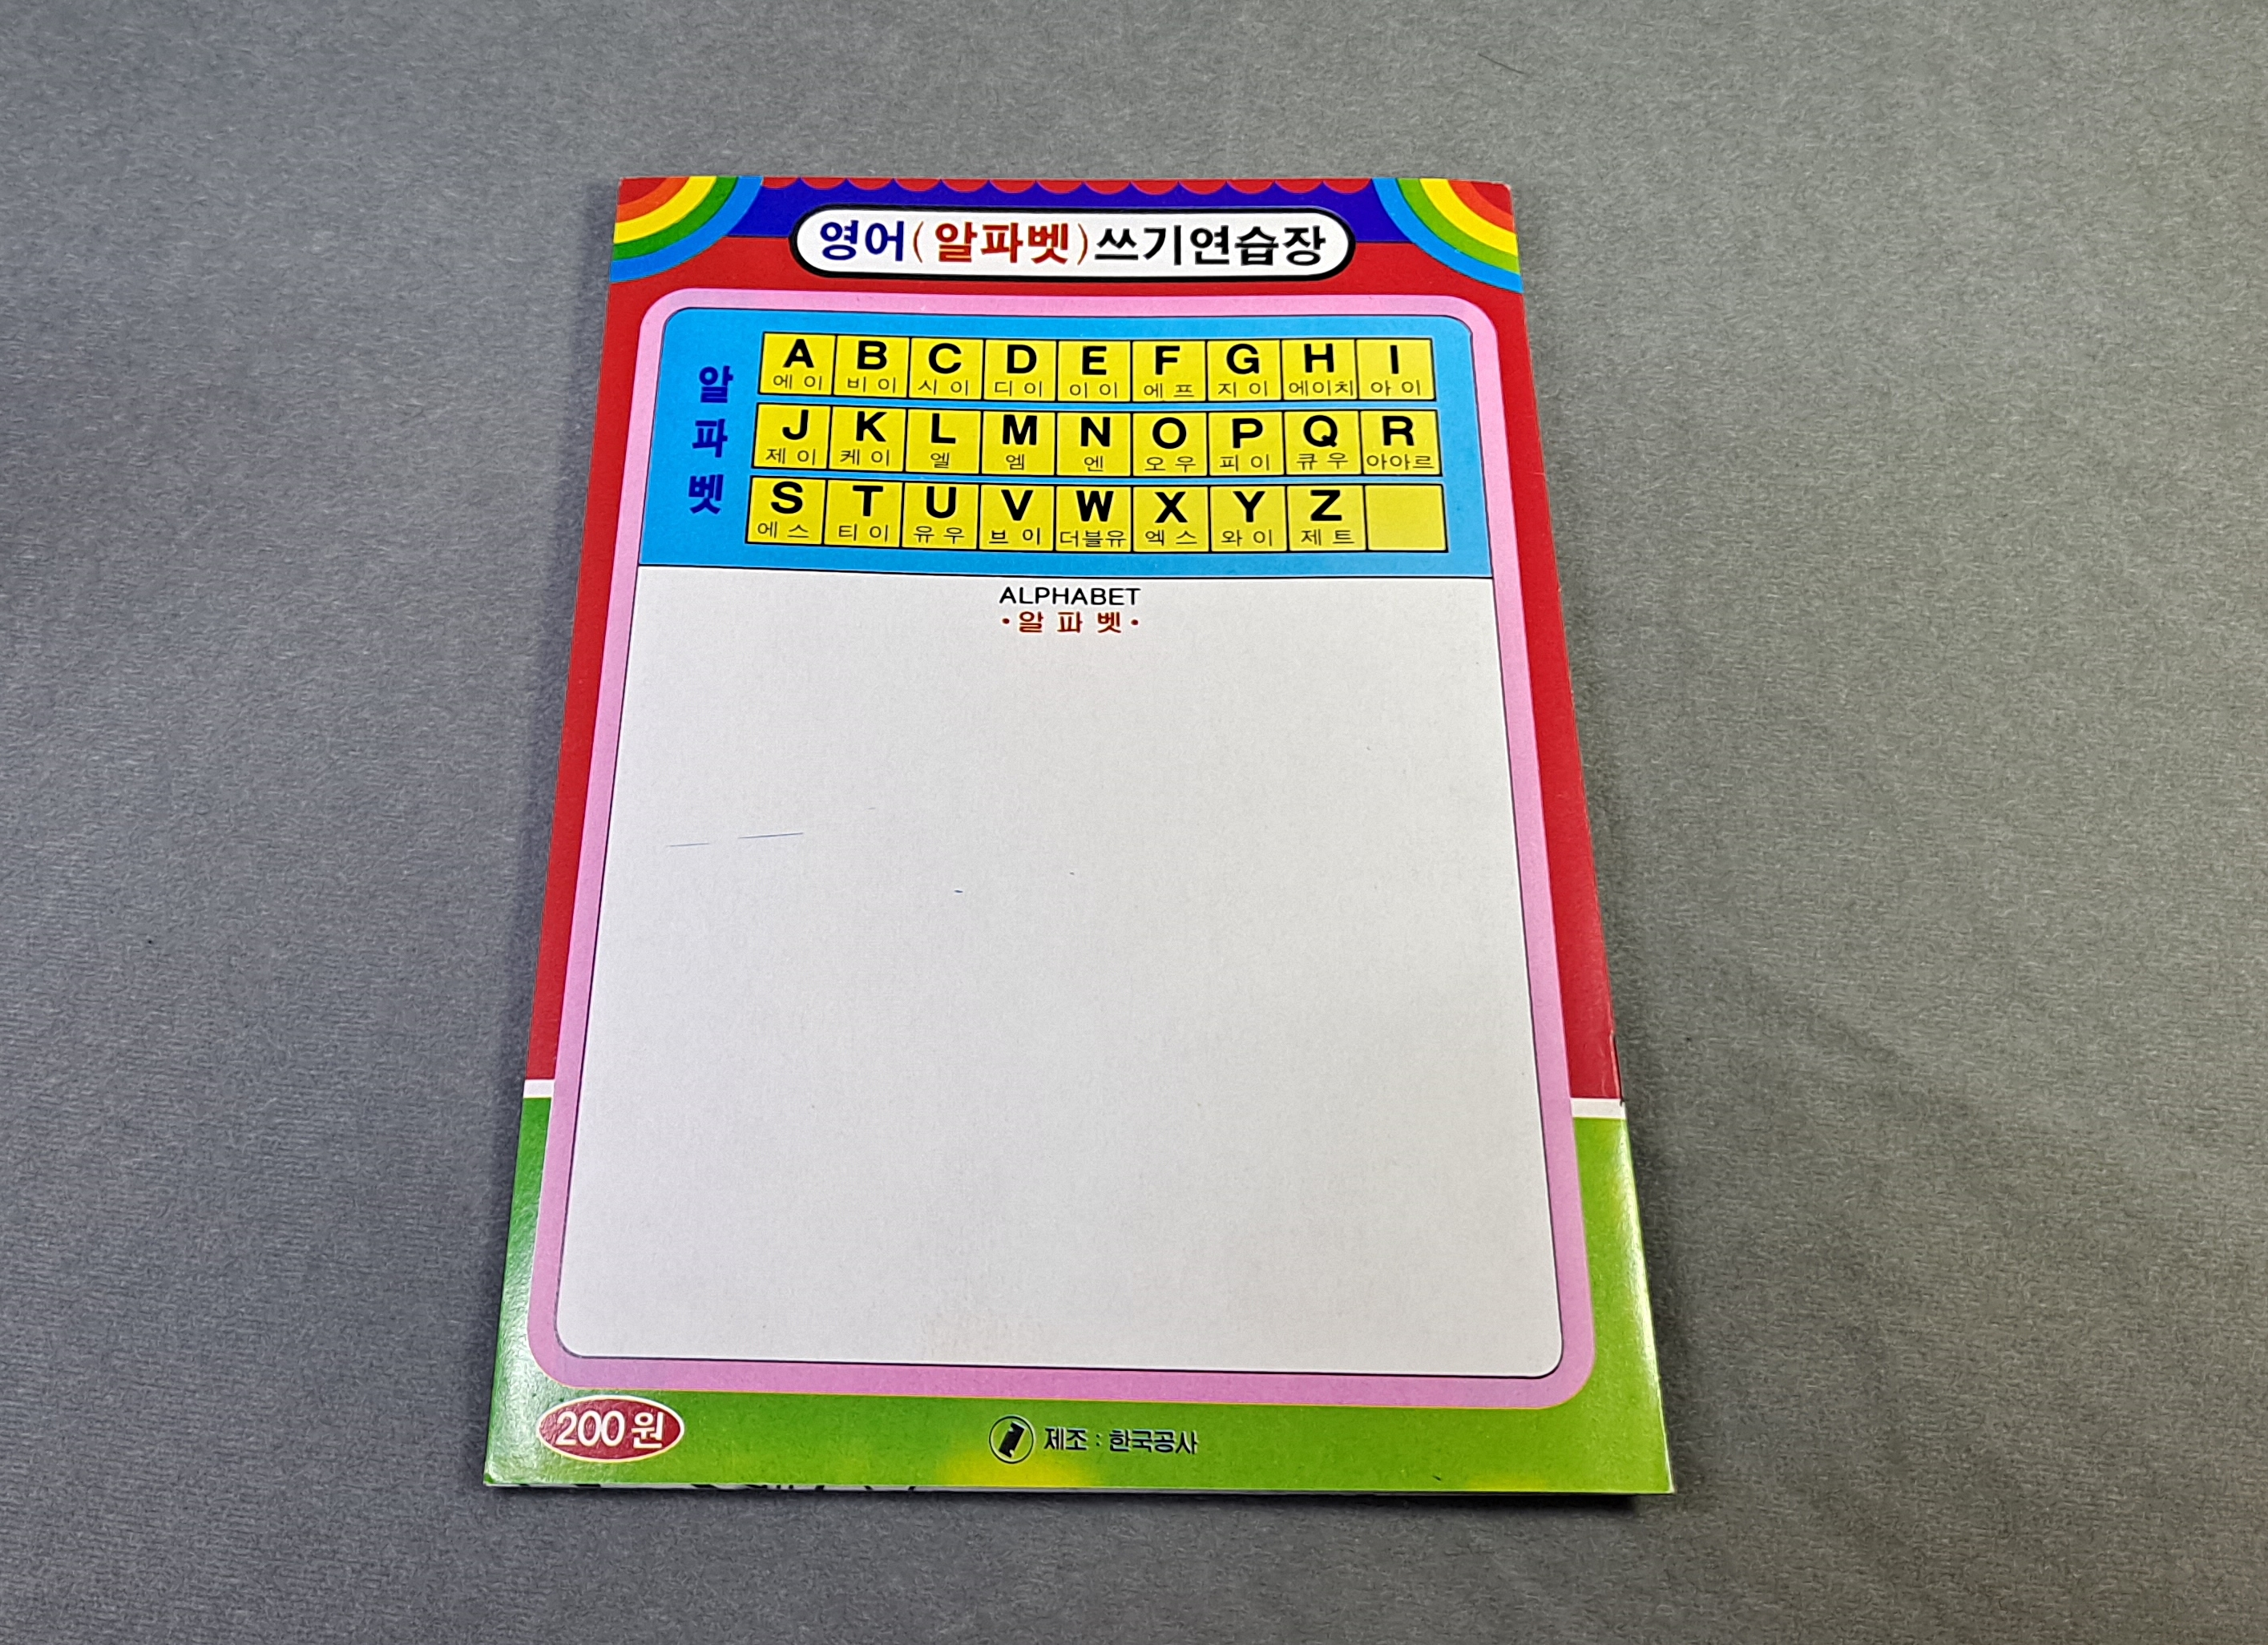 영어(알파벳)쓰기연습장
알파벳
A B C D E F G H I
에이 비이 시이 디이 이이 에프 지이 에이치 아이
J K L M N O P Q R
제이 케이 엘 엠 엔 오우 피이 큐우 아아르
S T U V W X Y Z
에스 티이 유우 브이 더블유 엑스 와이 제트
ALPHABET
·알파벳·
200원
제조 : 한국공사